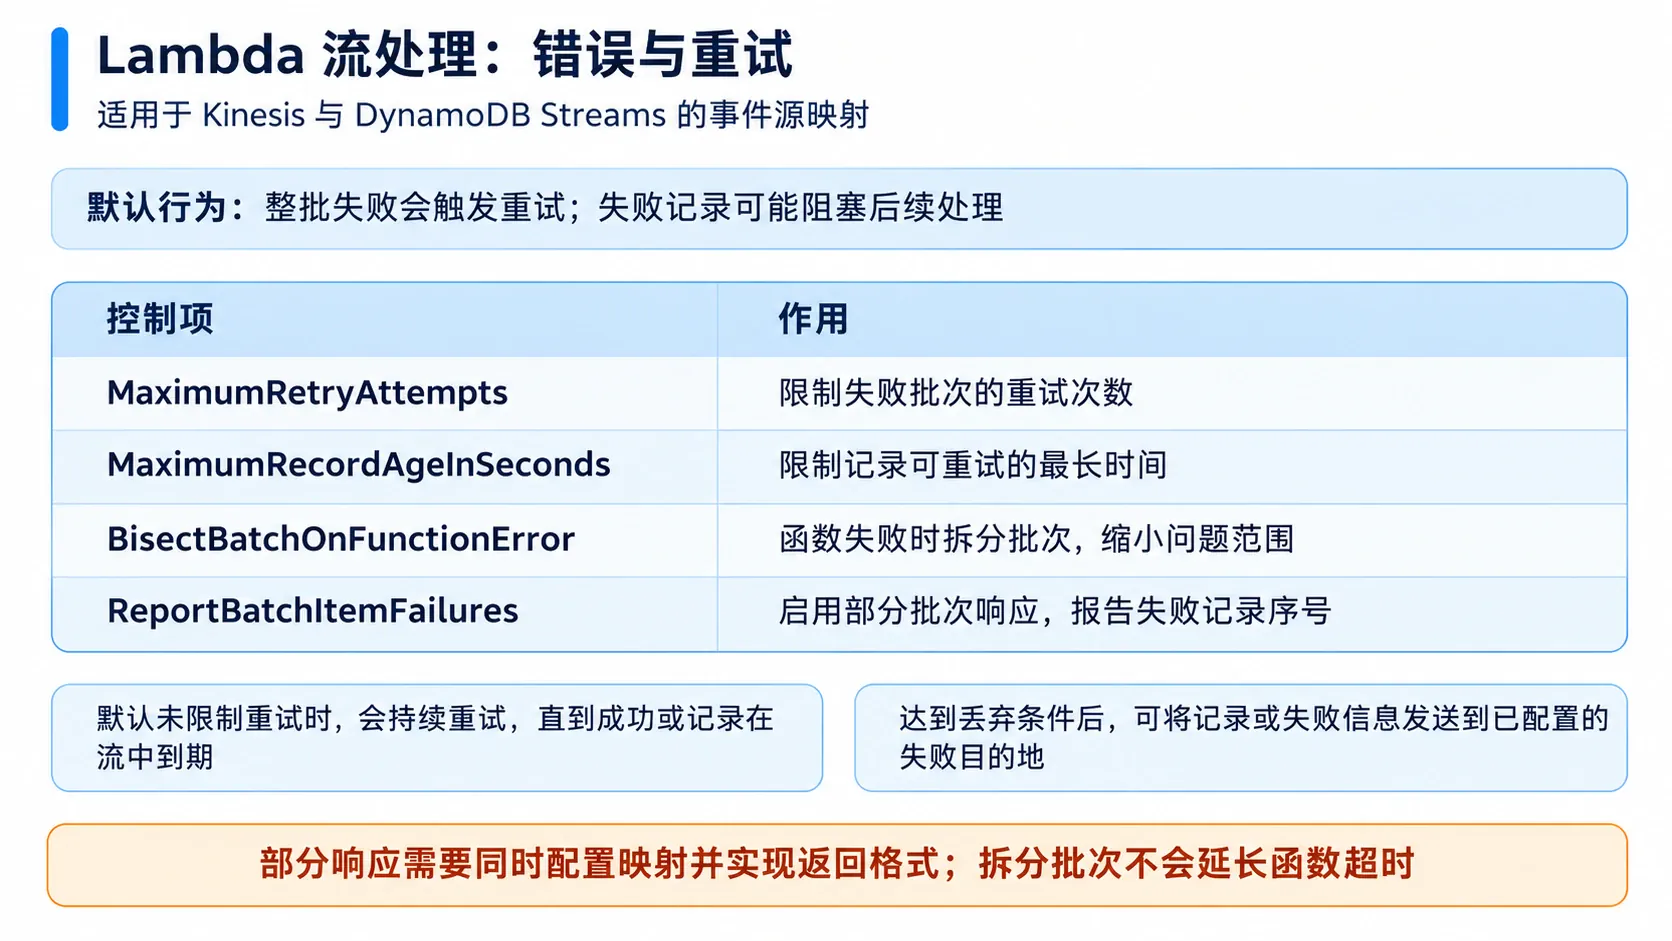 Lambda 流处理：错误与重试
适用于 Kinesis 与 DynamoDB Streams 的事件源映射
默认行为：整批失败会触发重试；失败记录可能阻塞后续处理
控制项 作用
MaximumRetryAttempts 限制失败批次的重试次数
MaximumRecordAgeInSeconds 限制记录可重试的最长时间
BisectBatchOnFunctionError 函数失败时拆分批次，缩小问题范围
ReportBatchItemFailures 启用部分批次响应，报告失败记录序号
默认未限制重试时，会持续重试，直到成功或记录在
流中到期
达到丢弃条件后，可将记录或失败信息发送到已配置的
失败目的地
部分响应需要同时配置映射并实现返回格式；拆分批次不会延长函数超时